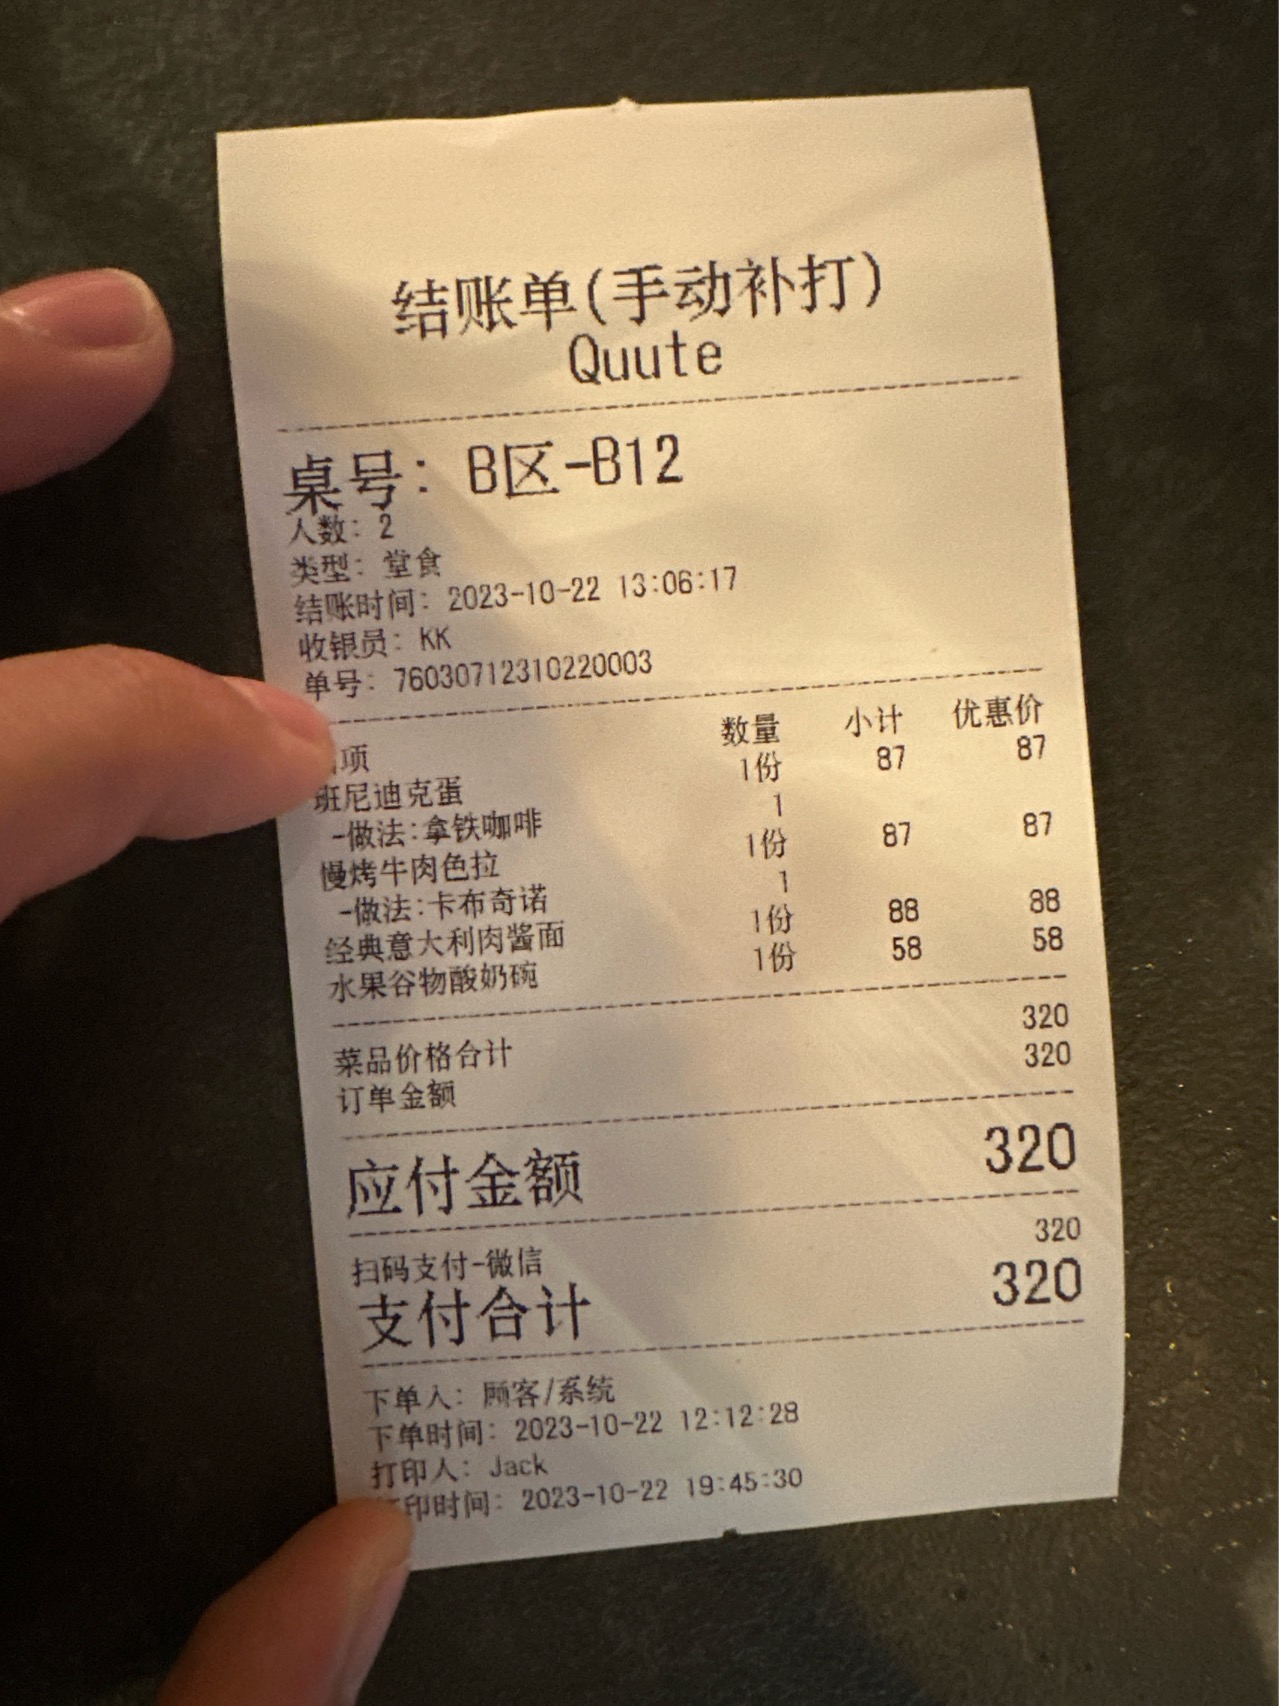 结账单(手动补打)
Quute
桌号: B区-B12
人数: 2
类型: 堂食
结账时间: 2023-10-22 13:06:17
收银员: KK
单号: 76030712310220003
项 数量 小计 优惠价
班尼迪克蛋 1份 87 87
-做法:拿铁咖啡 1
慢烤牛肉色拉 1份 87 87
-做法:卡布奇诺 1
经典意大利肉酱面 1份 88 88
水果谷物酸奶碗 1份 58 58
菜品价格合计 320
订单金额 320
应付金额 320
扫码支付-微信 320
支付合计 320
下单人: 顾客/系统
下单时间: 2023-10-22 12:12:28
打印人: Jack
印时间: 2023-10-22 19:45:30